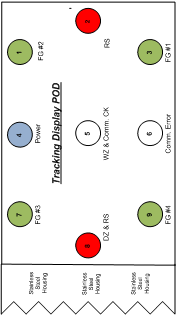 7
4
1
FG #3
Power
FG #2
Stainless
Steel
Housing
Tracking Display POD
8
5
2
DZ & RS
WZ & Comm. CK
RS
Stainless
Steel
Housing
9
6
3
FG #4
Comm. Error
FG #1
Stainless
Steel
Housing